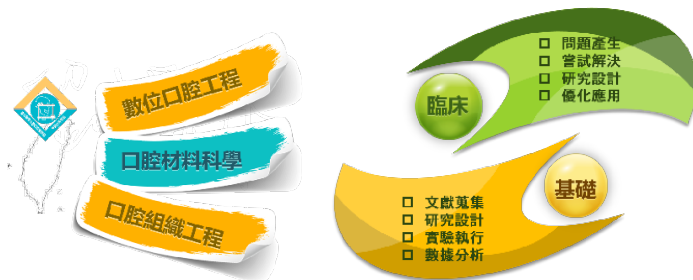 數位口腔工程
口腔材料科學
口腔組織工程
臨床
問題產生
嘗試解決
研究設計
優化應用
基礎
文獻蒐集
研究設計
實驗執行
數據分析